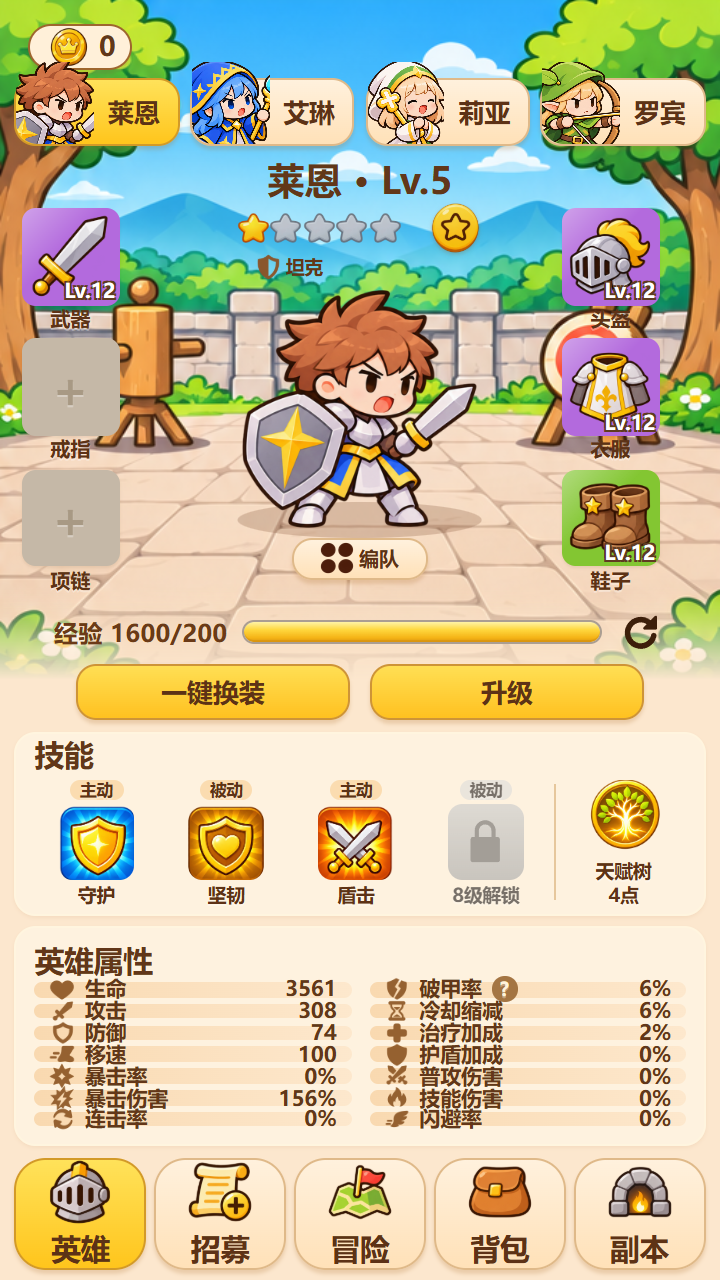 0
莱恩
艾琳
莉亚
罗宾
莱恩·Lv.5
坦克
Lv.12
武器
Lv.12
头盔
+
戒指
Lv.12
衣服
+
项链
Lv.12
鞋子
编队
经验 1600/200
一键换装
升级
技能
主动
守护
被动
坚韧
主动
盾击
被动
8级解锁
天赋树
4点
英雄属性
生命 3561
攻击 308
防御 74
移速 100
暴击率 0%
暴击伤害 156%
连击率 0%
破甲率 ? 6%
冷却缩减 6%
治疗加成 2%
护盾加成 0%
普攻伤害 0%
技能伤害 0%
闪避率 0%
英雄
招募
冒险
背包
副本